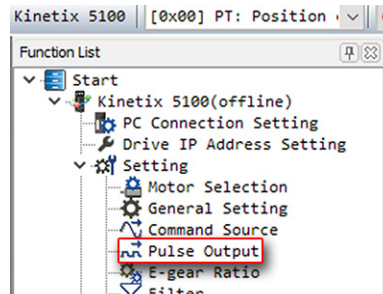 Kinetix 5100 [0x00] PT: Position
Function List
Start
Kinetix 5100(offline)
PC Connection Setting
Drive IP Address Setting
Setting
Motor Selection
General Setting
Command Source
Pulse Output
E-gear Ratio
Filter